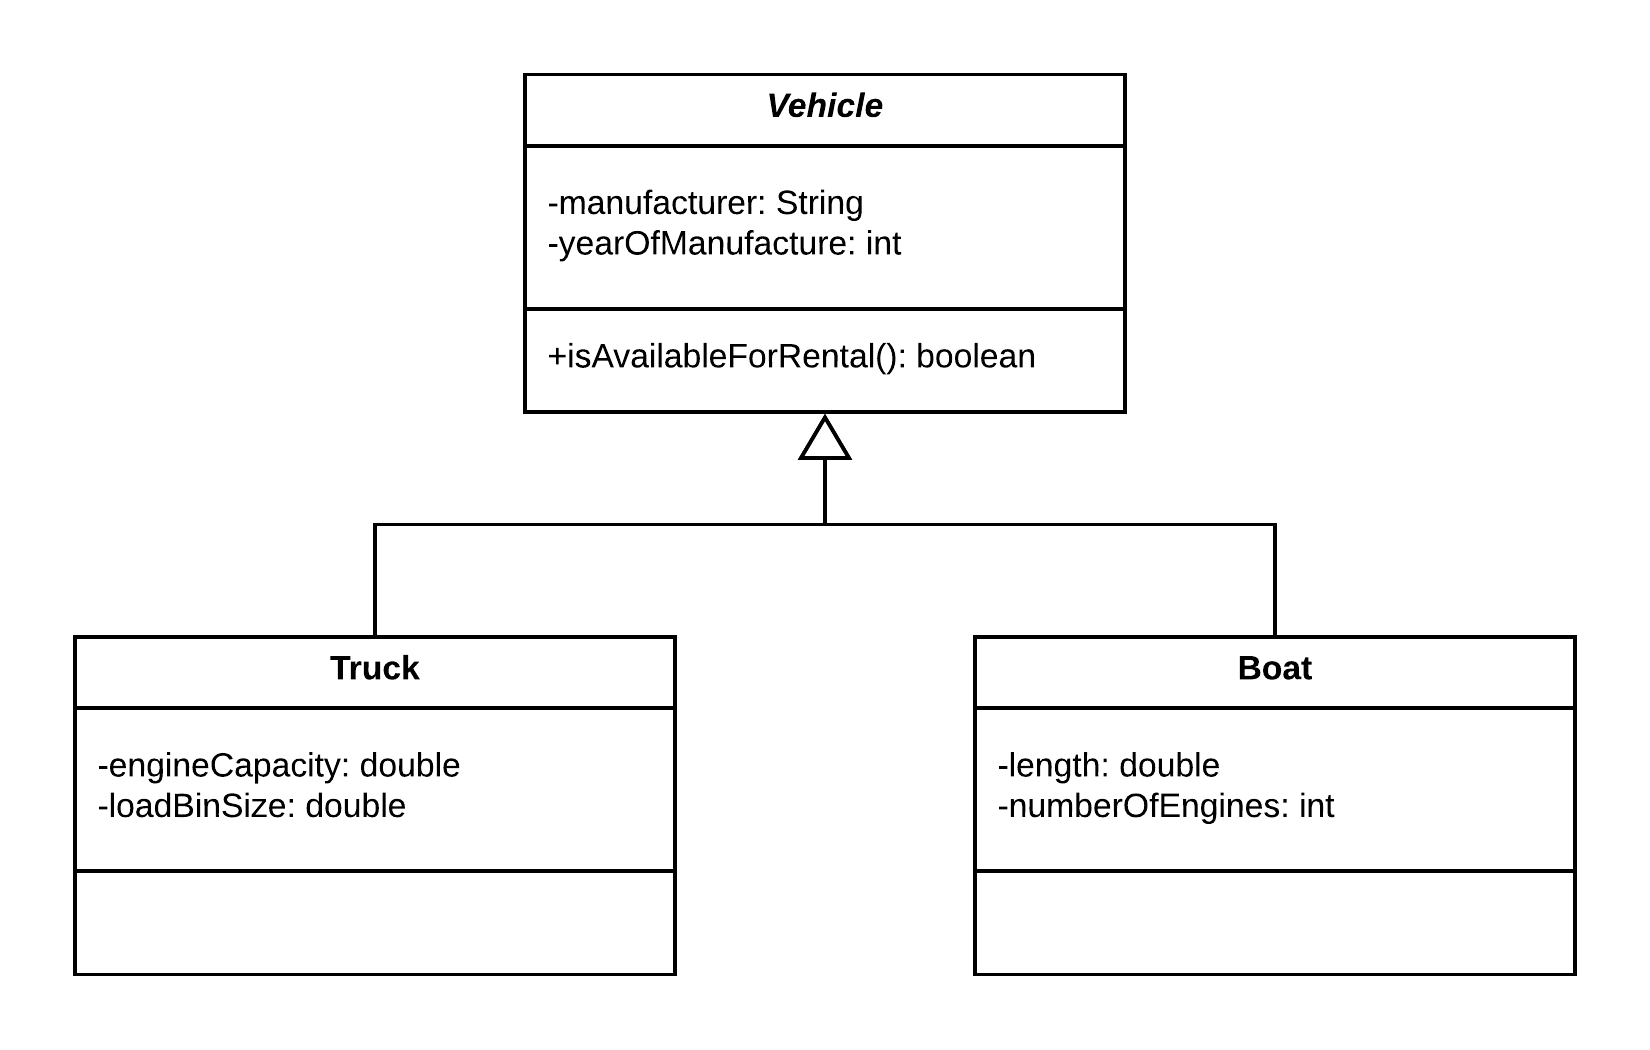 Vehicle
-manufacturer: String
-yearOfManufacture: int
+isAvailableForRental(): boolean
Truck
-engineCapacity: double
-loadBinSize: double
Boat
-length: double
-numberOfEngines: int